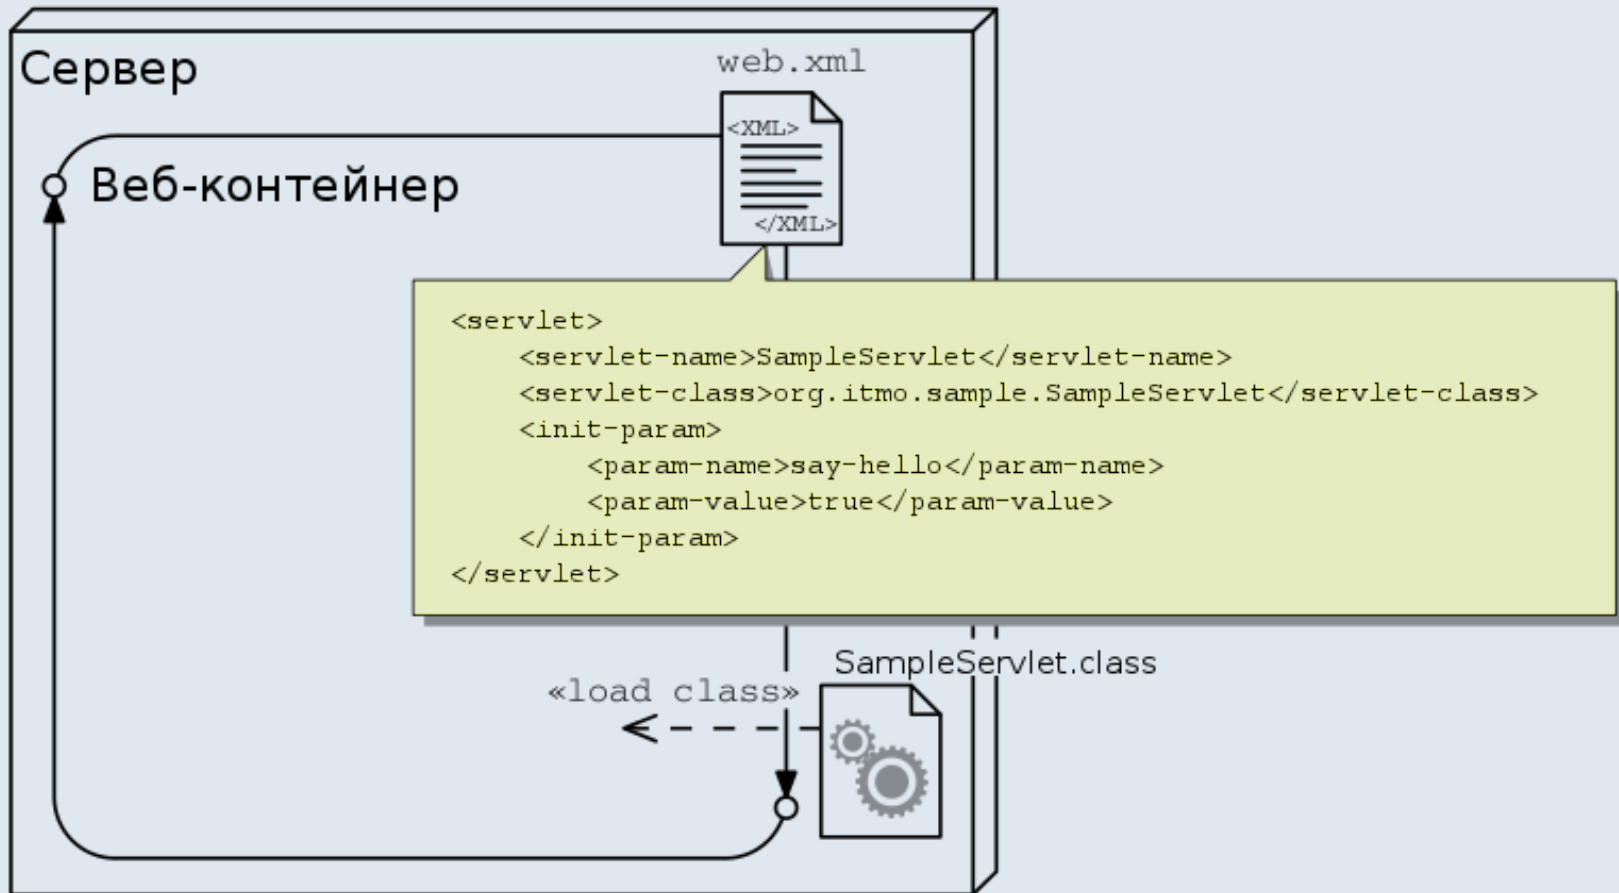 Сервер
web.xml
<XML>
</XML>
Веб-контейнер
<servlet>
<servlet-name>SampleServlet</servlet-name>
<servlet-class>org.itmo.sample.SampleServlet</servlet-class>
<init-param>
<param-name>say-hello</param-name>
<param-value>true</param-value>
</init-param>
</servlet>
SampleServlet.class
«load class»